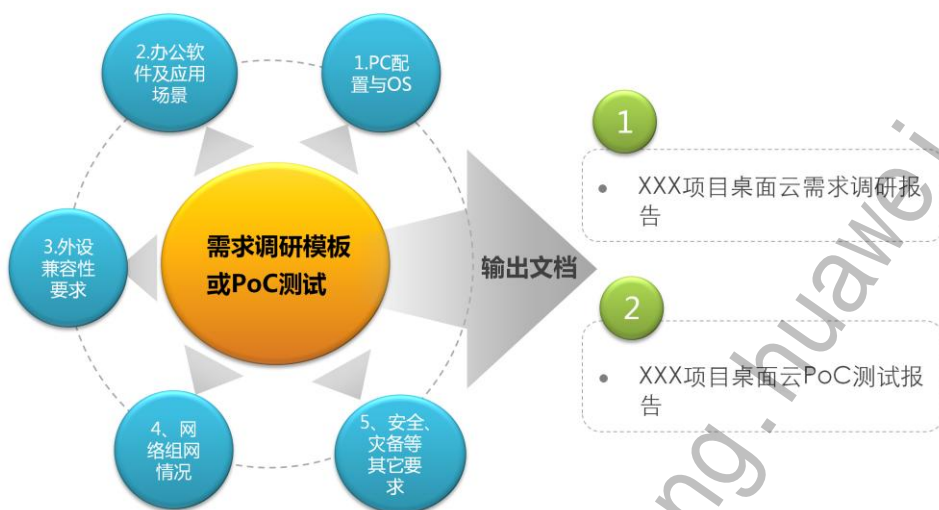 2.办公软
件及应用
场景
1.PC配
置与OS
3.外设
兼容性
要求
需求调研模板
或PoC测试
4、网
络组网
情况
5、安全、
灾备等
其它要
求
输出文档
1
• XXX项目桌面云需求调研报
告
2
• XXX项目桌面云PoC测试报
告
ng.huawei